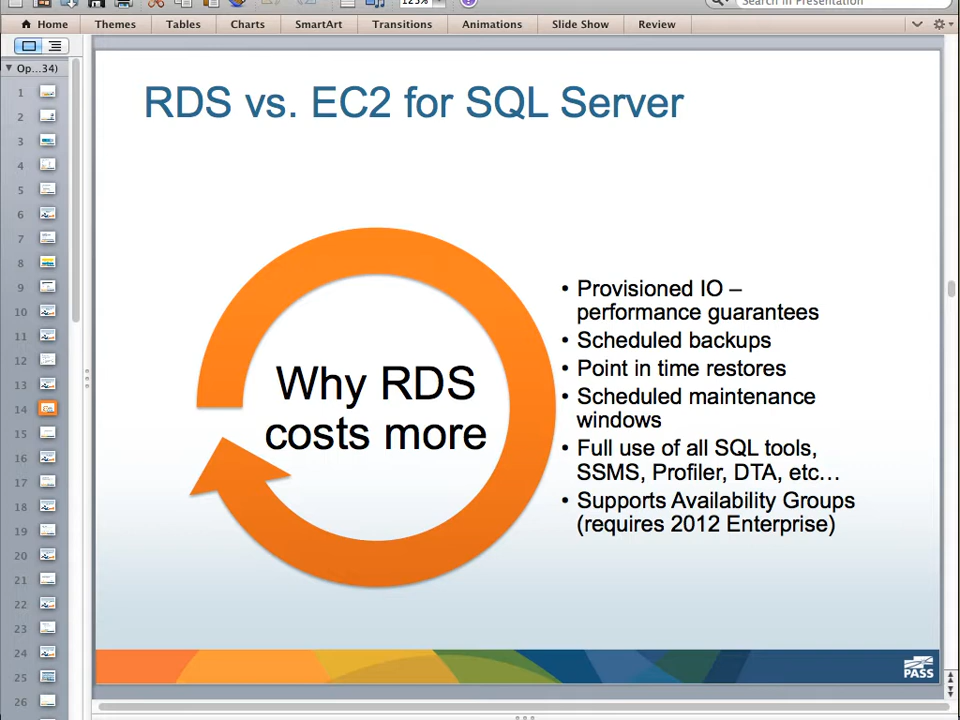 125%
Search in Presentation
Home Themes Tables Charts SmartArt Transitions Animations Slide Show Review
Op...34)
1
2
3
4
5
6
7
8
9
10
11
12
13
14
15
16
17
18
19
20
21
22
23
24
25
26
RDS vs. EC2 for SQL Server
Why RDS
costs more
• Provisioned IO –
performance guarantees
• Scheduled backups
• Point in time restores
• Scheduled maintenance
windows
• Full use of all SQL tools,
SSMS, Profiler, DTA, etc…
• Supports Availability Groups
(requires 2012 Enterprise)
PASS